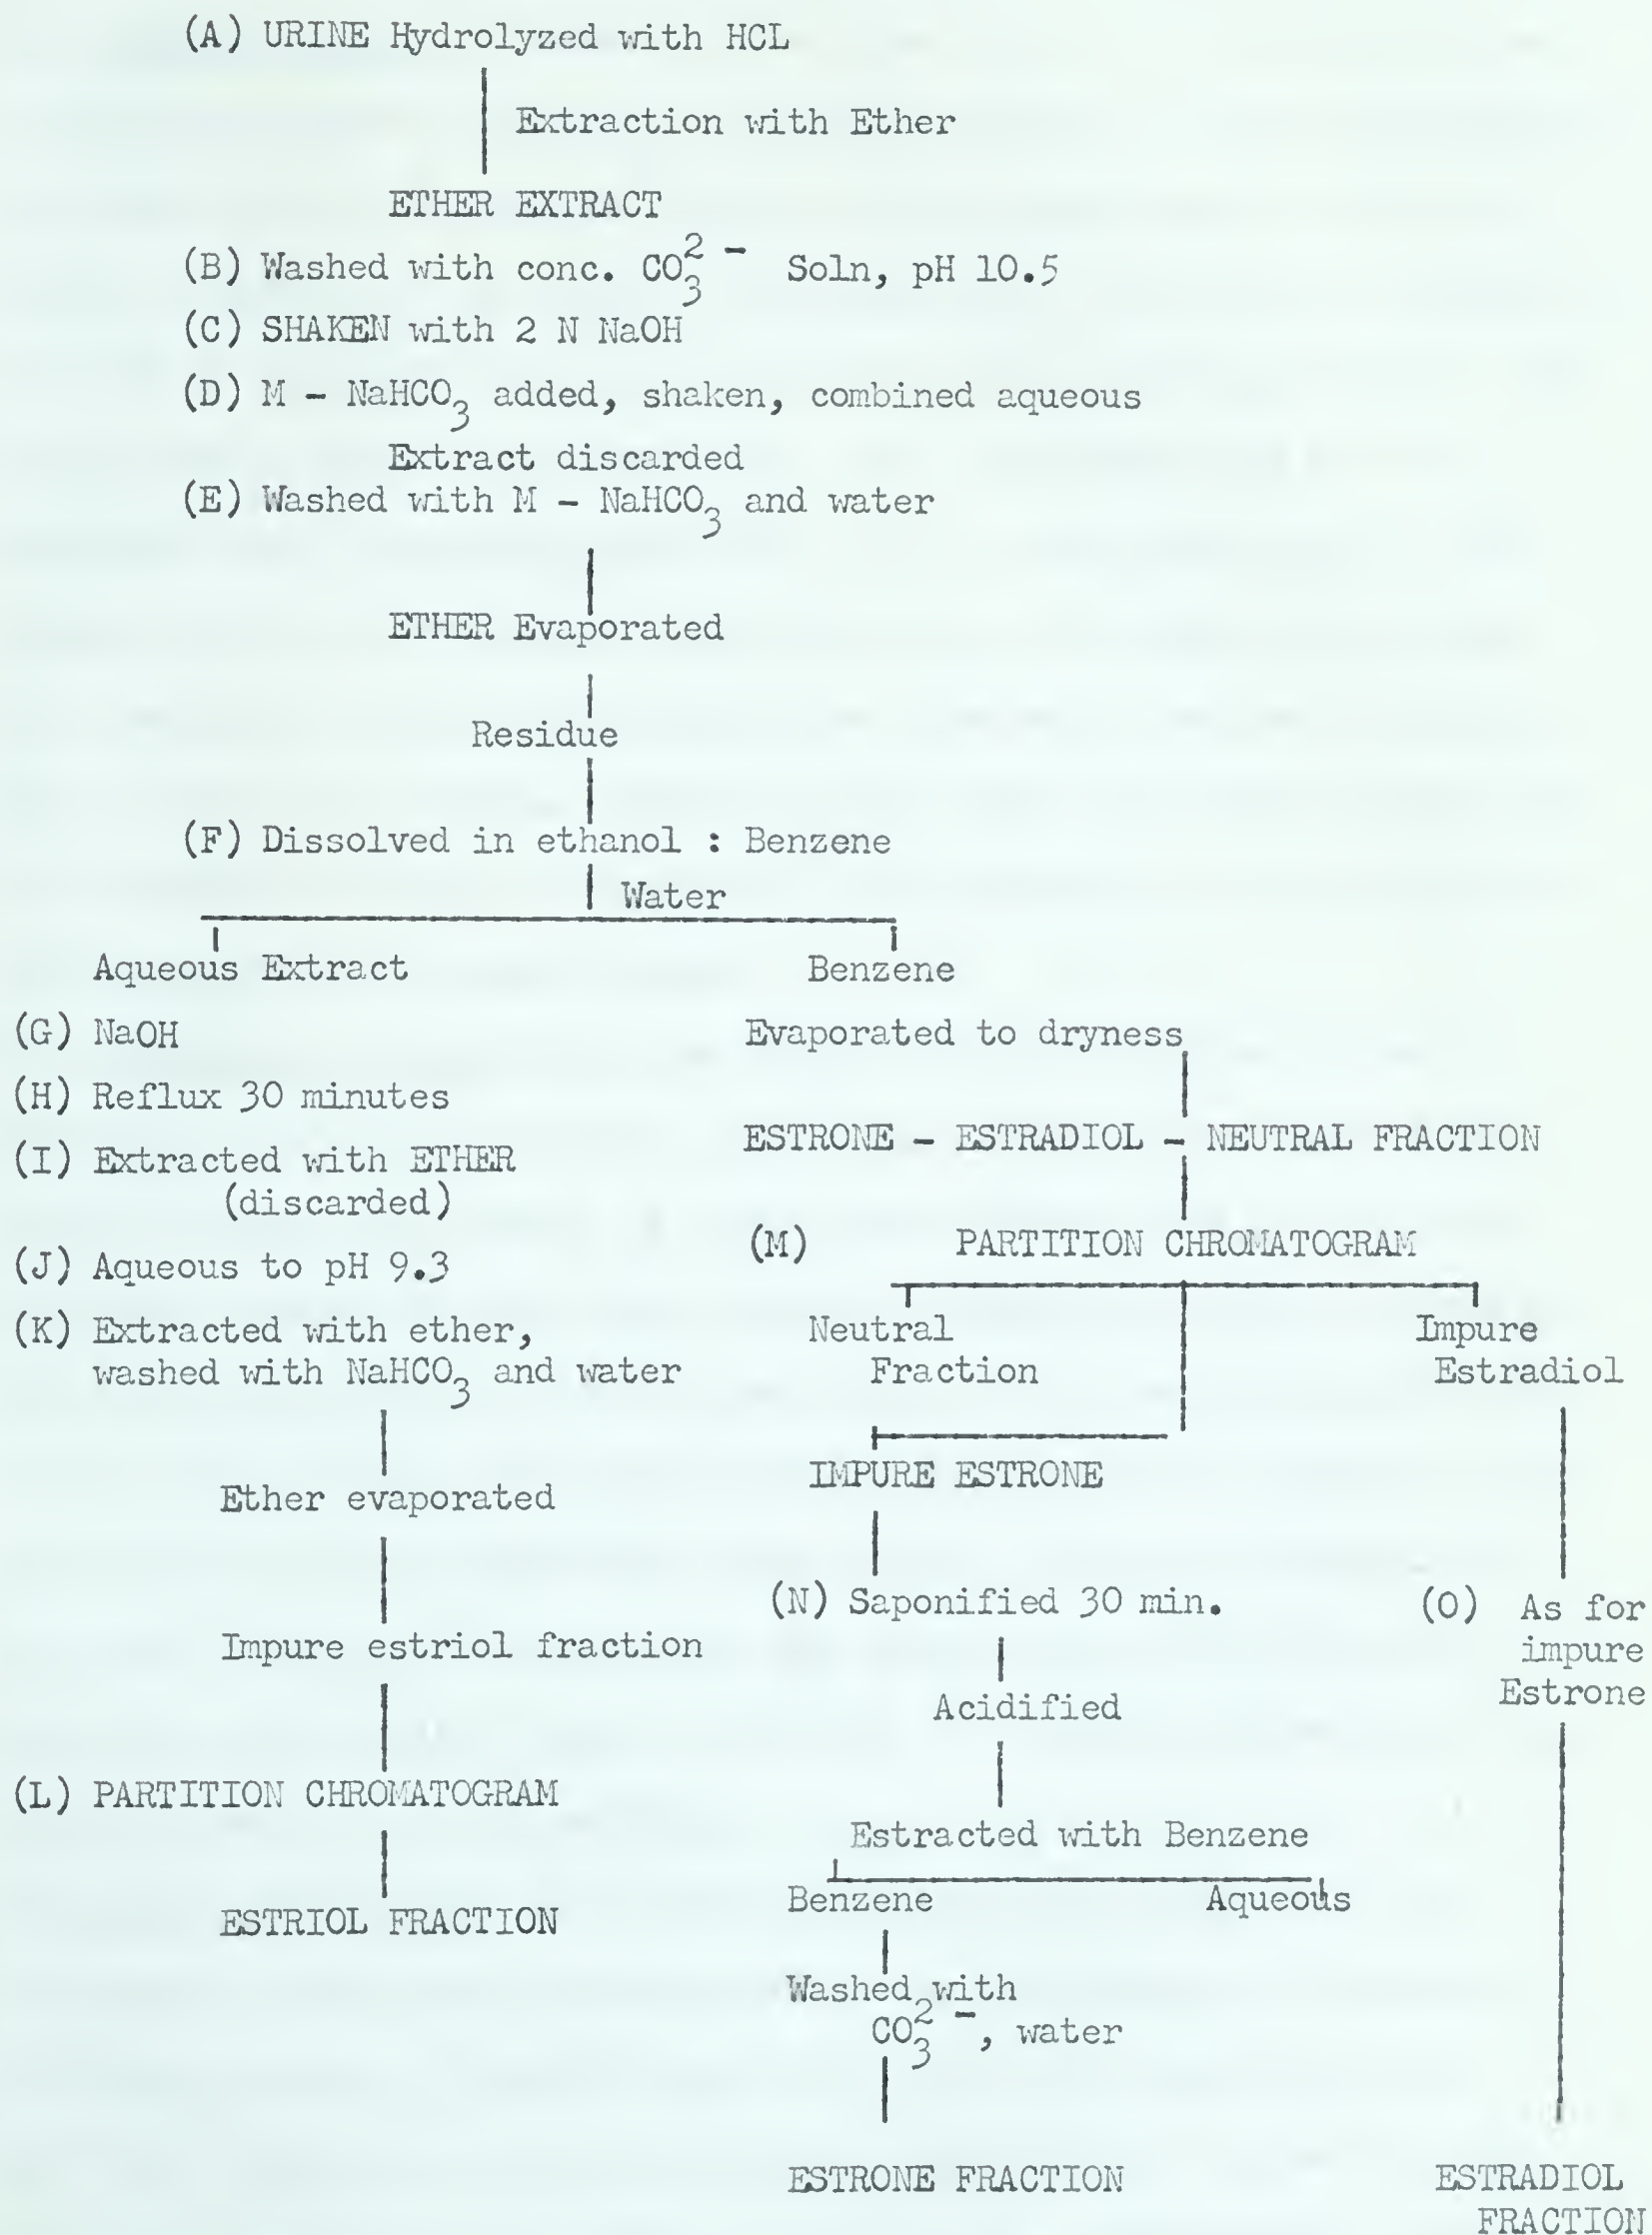 (A) URINE Hydrolyzed with HCL
Extraction with Ether
ETHER EXTRACT
(B) Washed with conc. CO₃²⁻ Soln, pH 10.5
(C) SHAKEN with 2 N NaOH
(D) M - NaHCO₃ added, shaken, combined aqueous
Extract discarded
(E) Washed with M - NaHCO₃ and water
ETHER Evaporated
Residue
(F) Dissolved in ethanol : Benzene
Water
Aqueous Extract
(G) NaOH
(H) Reflux 30 minutes
(I) Extracted with ETHER
(discarded)
(J) Aqueous to pH 9.3
(K) Extracted with ether,
washed with NaHCO₃ and water
Ether evaporated
Impure estriol fraction
(L) PARTITION CHROMATOGRAM
ESTRIOL FRACTION
Benzene
Evaporated to dryness
ESTRONE - ESTRADIOL - NEUTRAL FRACTION
(M) PARTITION CHROMATOGRAM
Neutral
Fraction
IMPURE ESTRONE
(N) Saponified 30 min.
Acidified
Estracted with Benzene
Benzene
Aqueous
Washed with
CO₃²⁻, water
ESTRONE FRACTION
Impure
Estradiol
(O) As for
impure
Estrone
ESTRADIOL
FRACTION